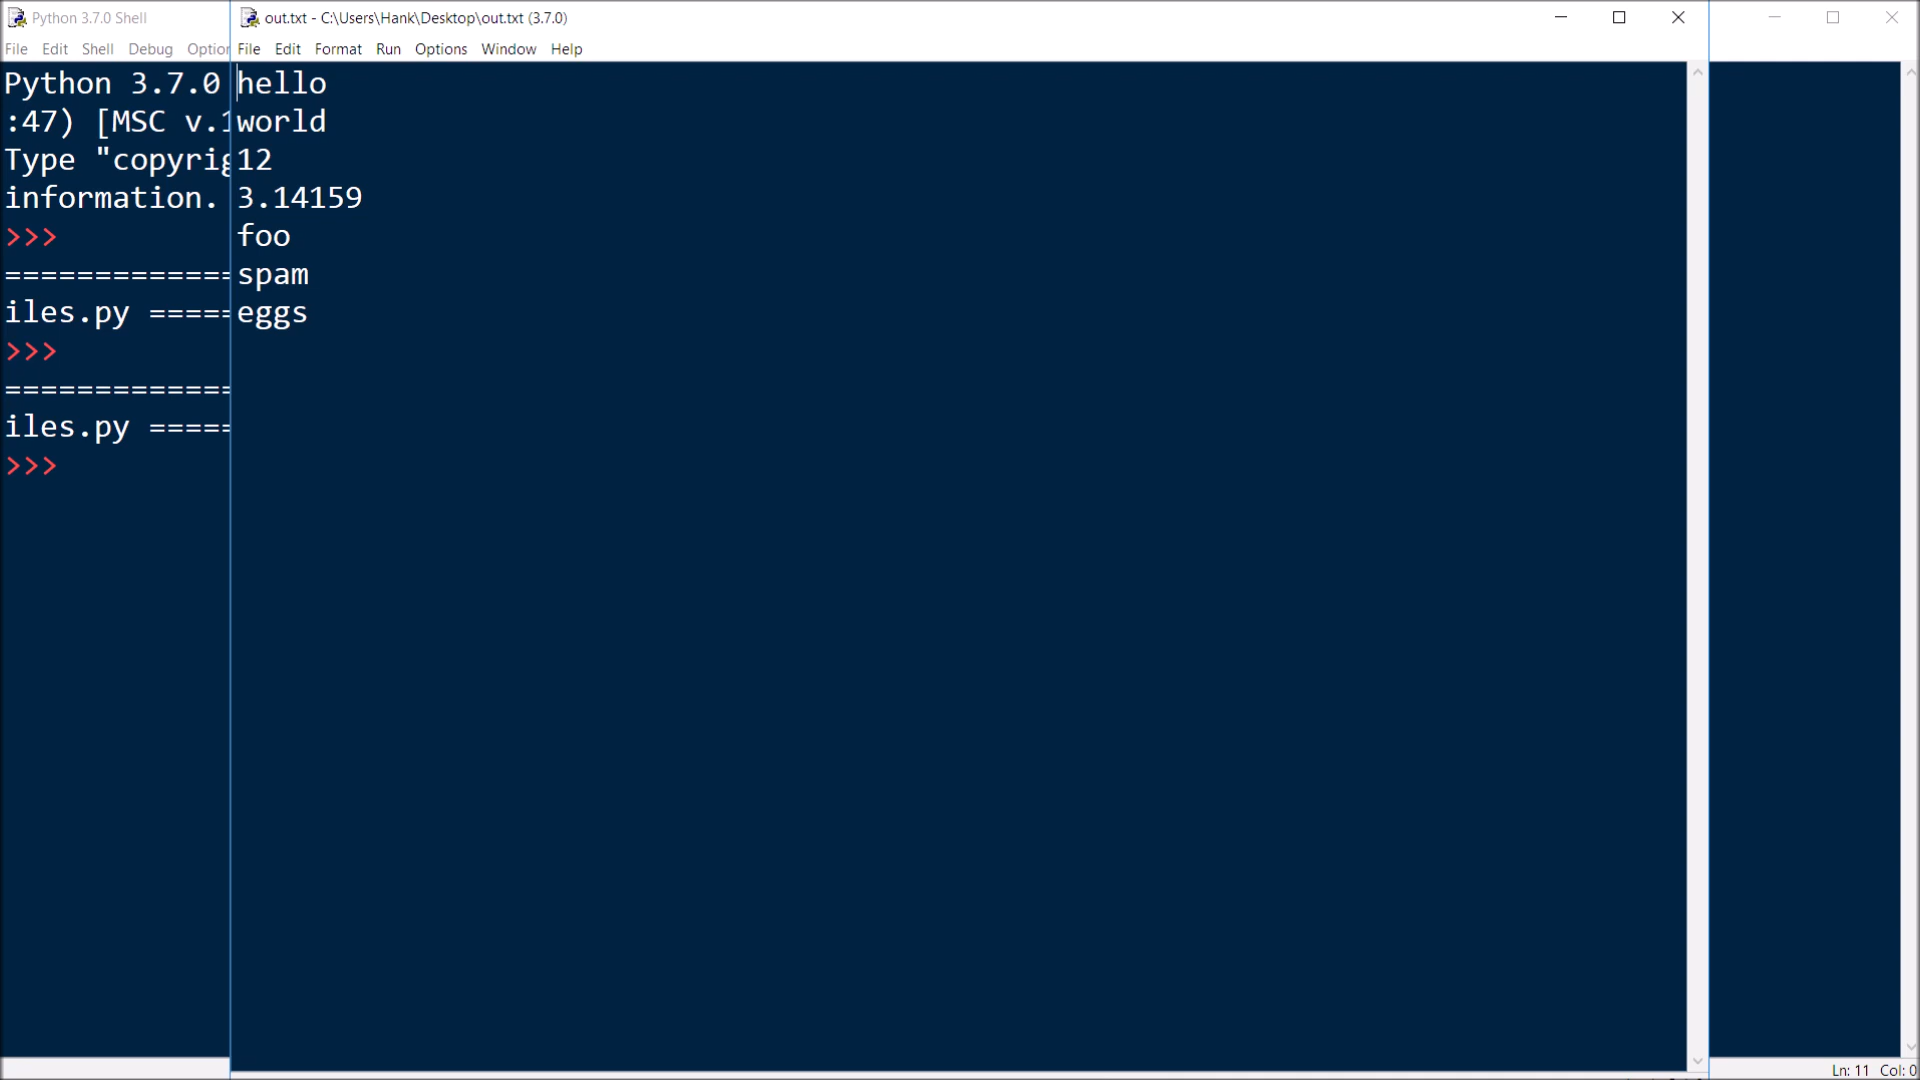 Python 3.7.0 Shell
File Edit Shell Debug
Python 3.7.0
:47) [MSC
Type
information.
>>>
=============
iles.py =====
>>>
=============
iles.py =====
>>>
out.txt - C:\Users\Hank\Desktop\out.txt (3.7.0)
File Edit Format Run Options Window Help
hello
world
12
3.14159
foo
spam
eggs
Ln: 11 Col: 0